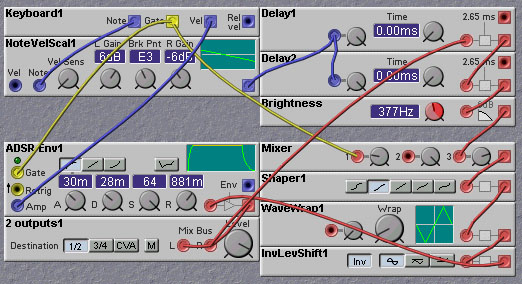 Keyboard1 Note Gate Vel Rel vel
NoteVelScal1 L Gain Brk Pnt R Gain
Vel Sens 6dB E3 -6dB
Vel Note
ADSR Env1
Gate
Retrig 30m 28m 64 881m Env
Amp A D S R
2 outputs1 Level
Mix Bus
Destination 1/2 3/4 CVA M L R
Delay1 Time 2.65 ms
0.00ms
Delay2 Time 2.65 ms
0.00ms
Brightness 377Hz 6dB
Mixer 1 2 3
Shaper1
WaveWrap1 Wrap
InvLevShift1 Inv